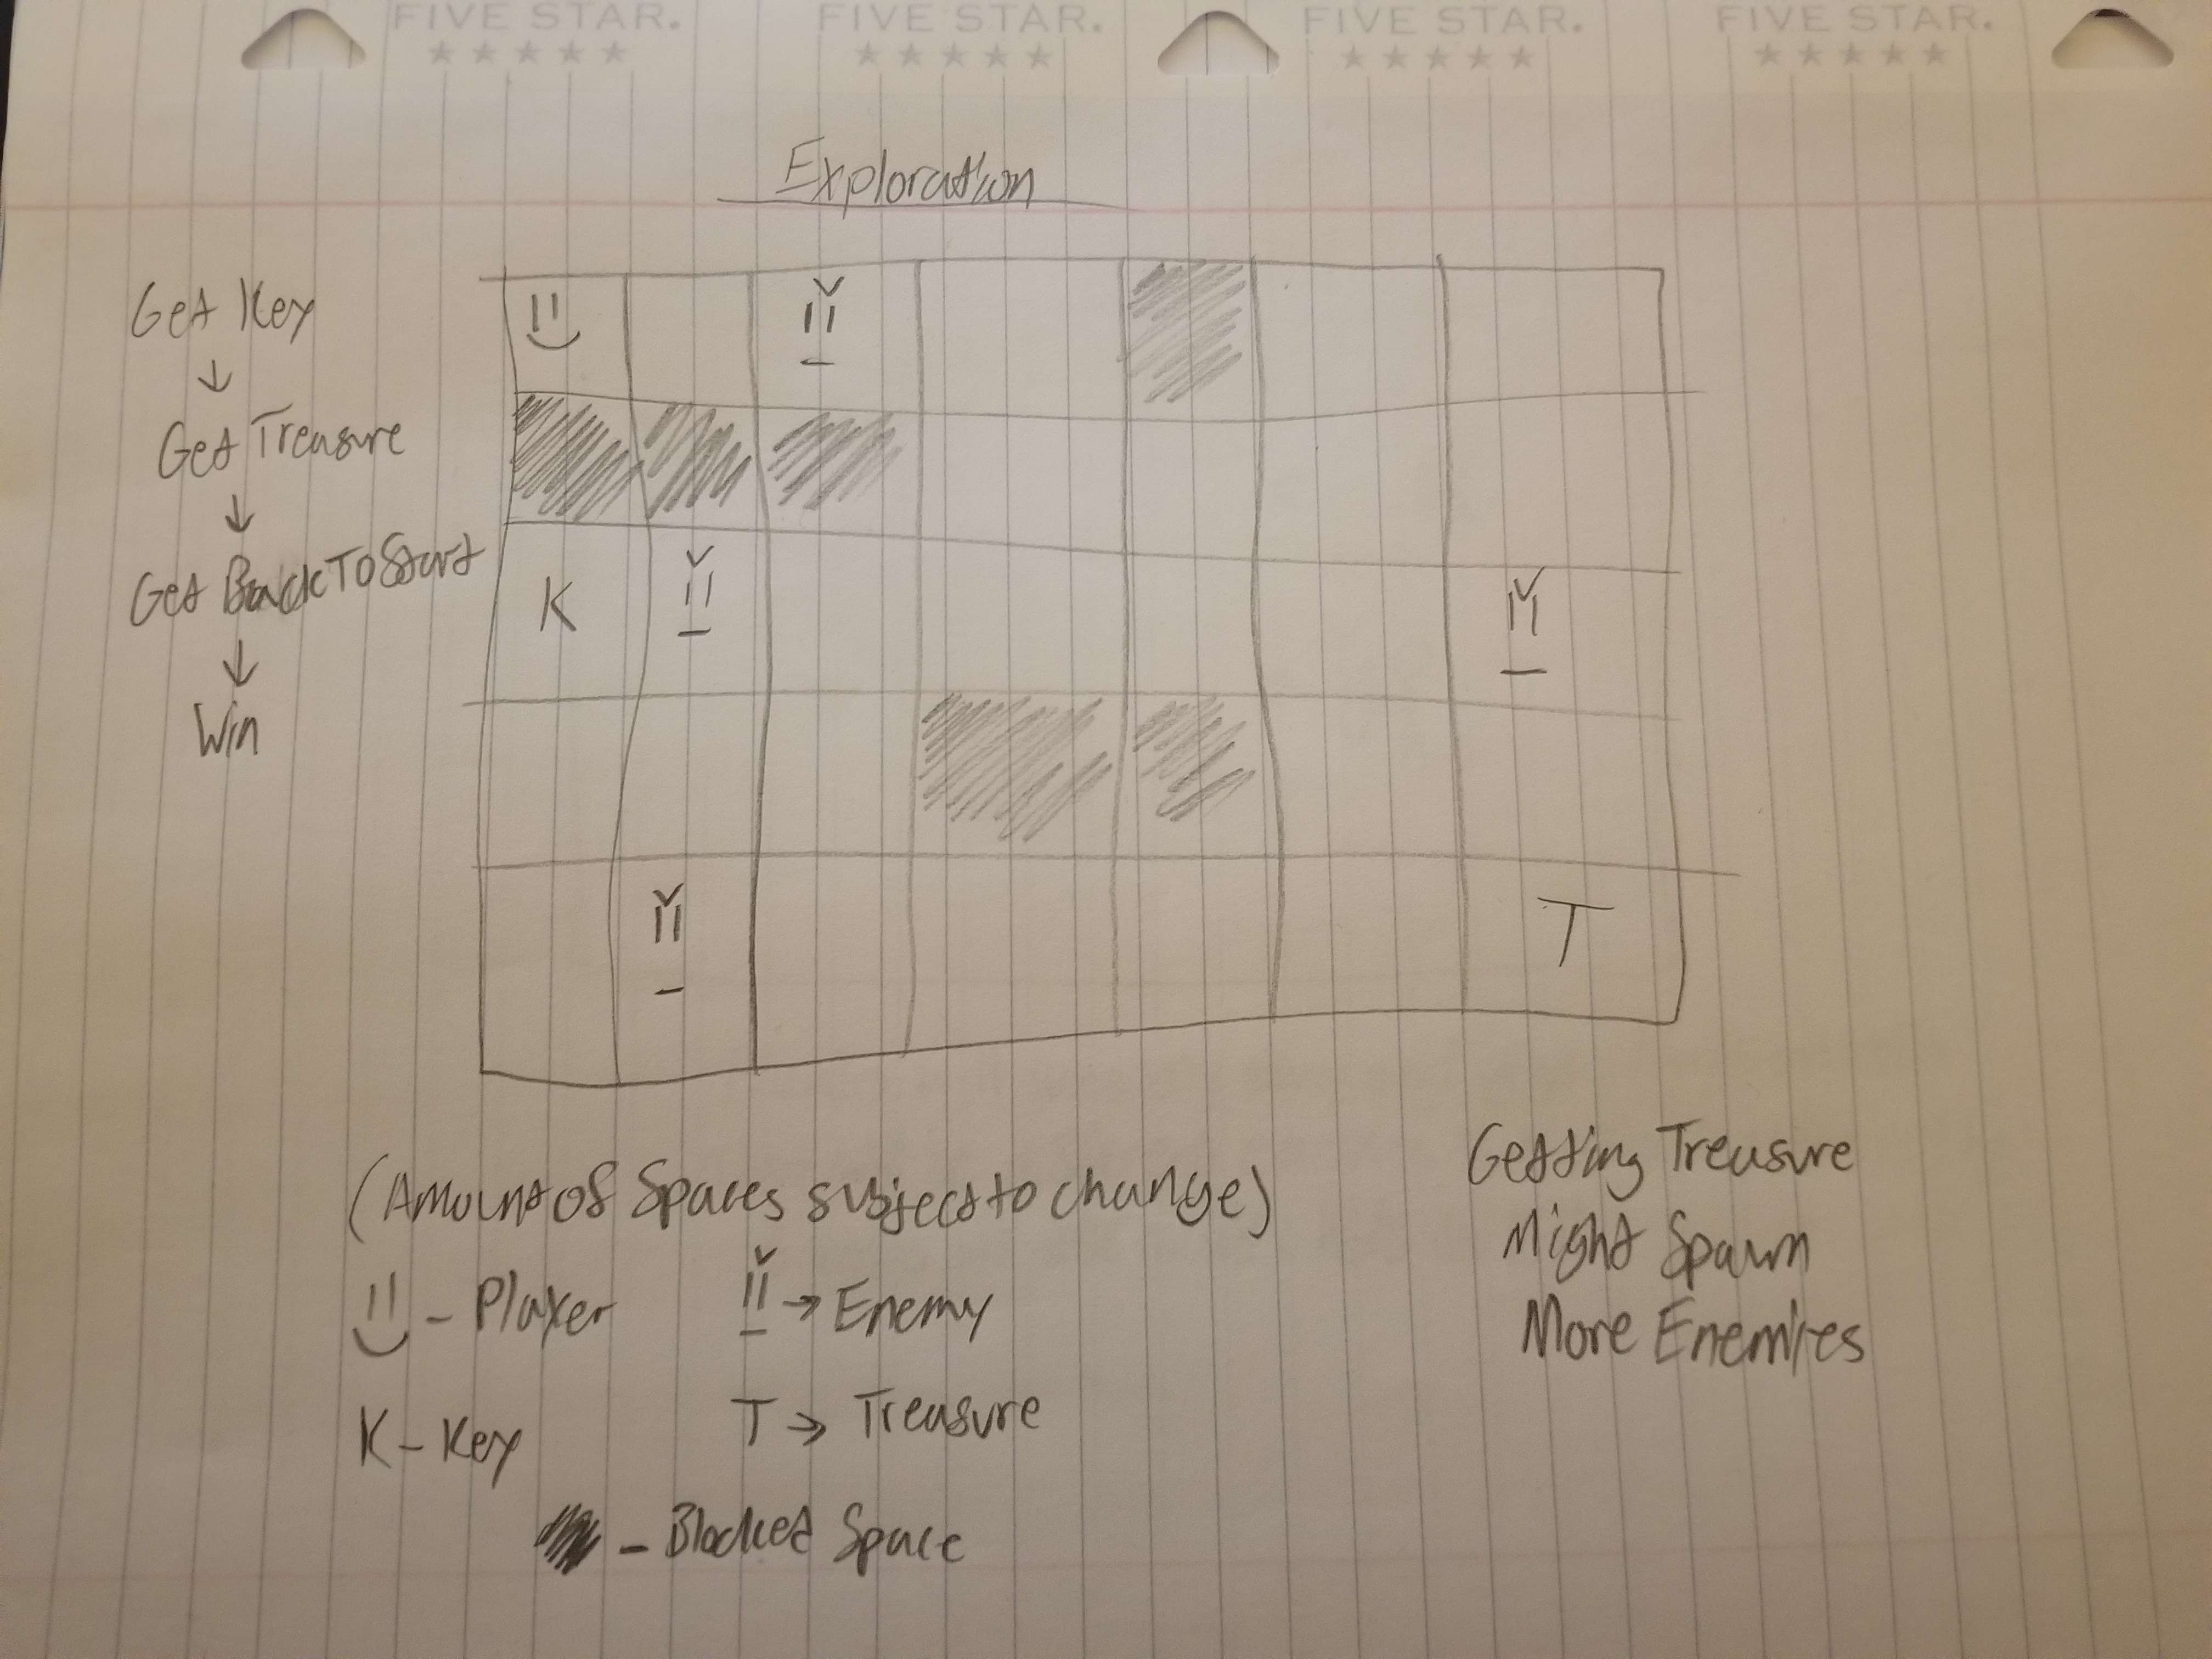 FIVE STAR. FIVE STAR. FIVE STAR. FIVE STAR.
Exploration
Get Key
↓
Get Treasure
↓
Get Back To Start
↓
Win
K
T
(Amount of Spaces subject to change)
- Player
→ Enemy
K - Key
T → Treasure
- Blocked Space
Getting Treasure
Might Spawn
More Enemies